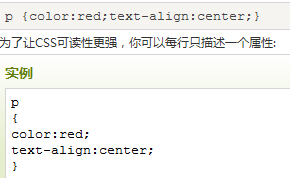 p {color:red;text-align:center;}
为了让CSS可读性更强，你可以每行只描述一个属性:
实例
p
{
color:red;
text-align:center;
}